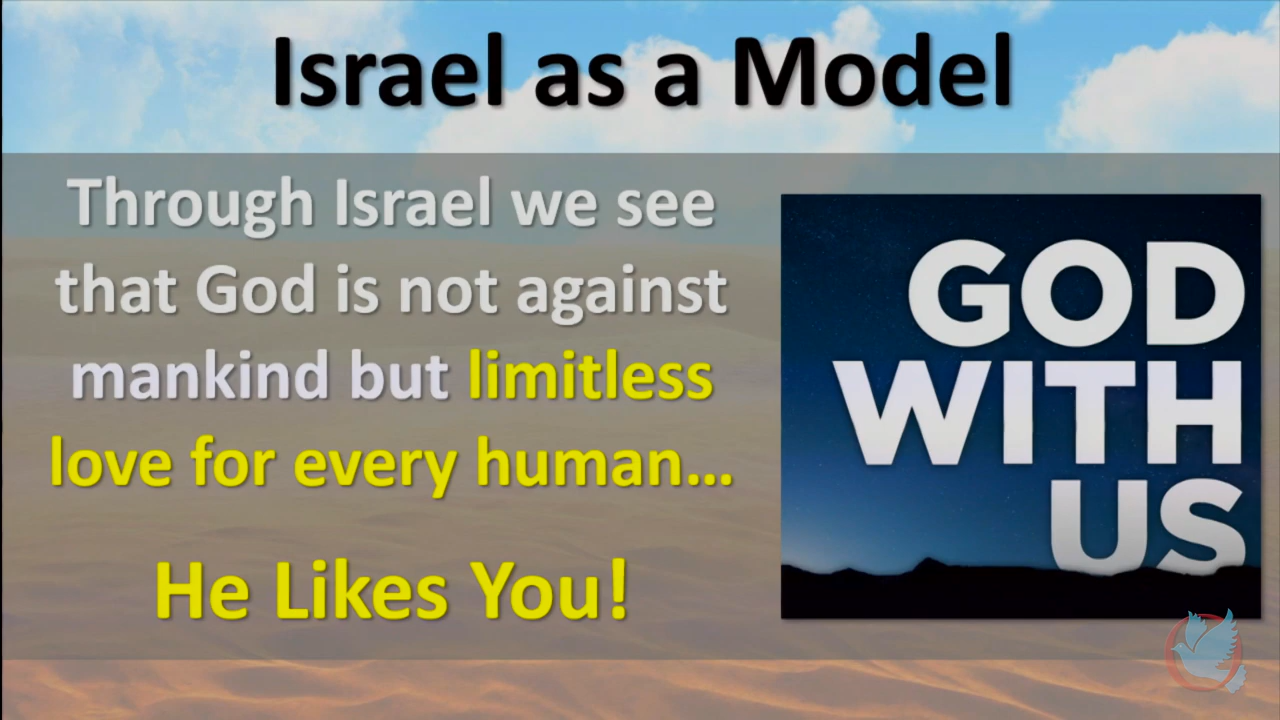 Israel as a Model
Through Israel we see
that God is not against
mankind but limitless
love for every human...
He Likes You!
GOD
WITH
US